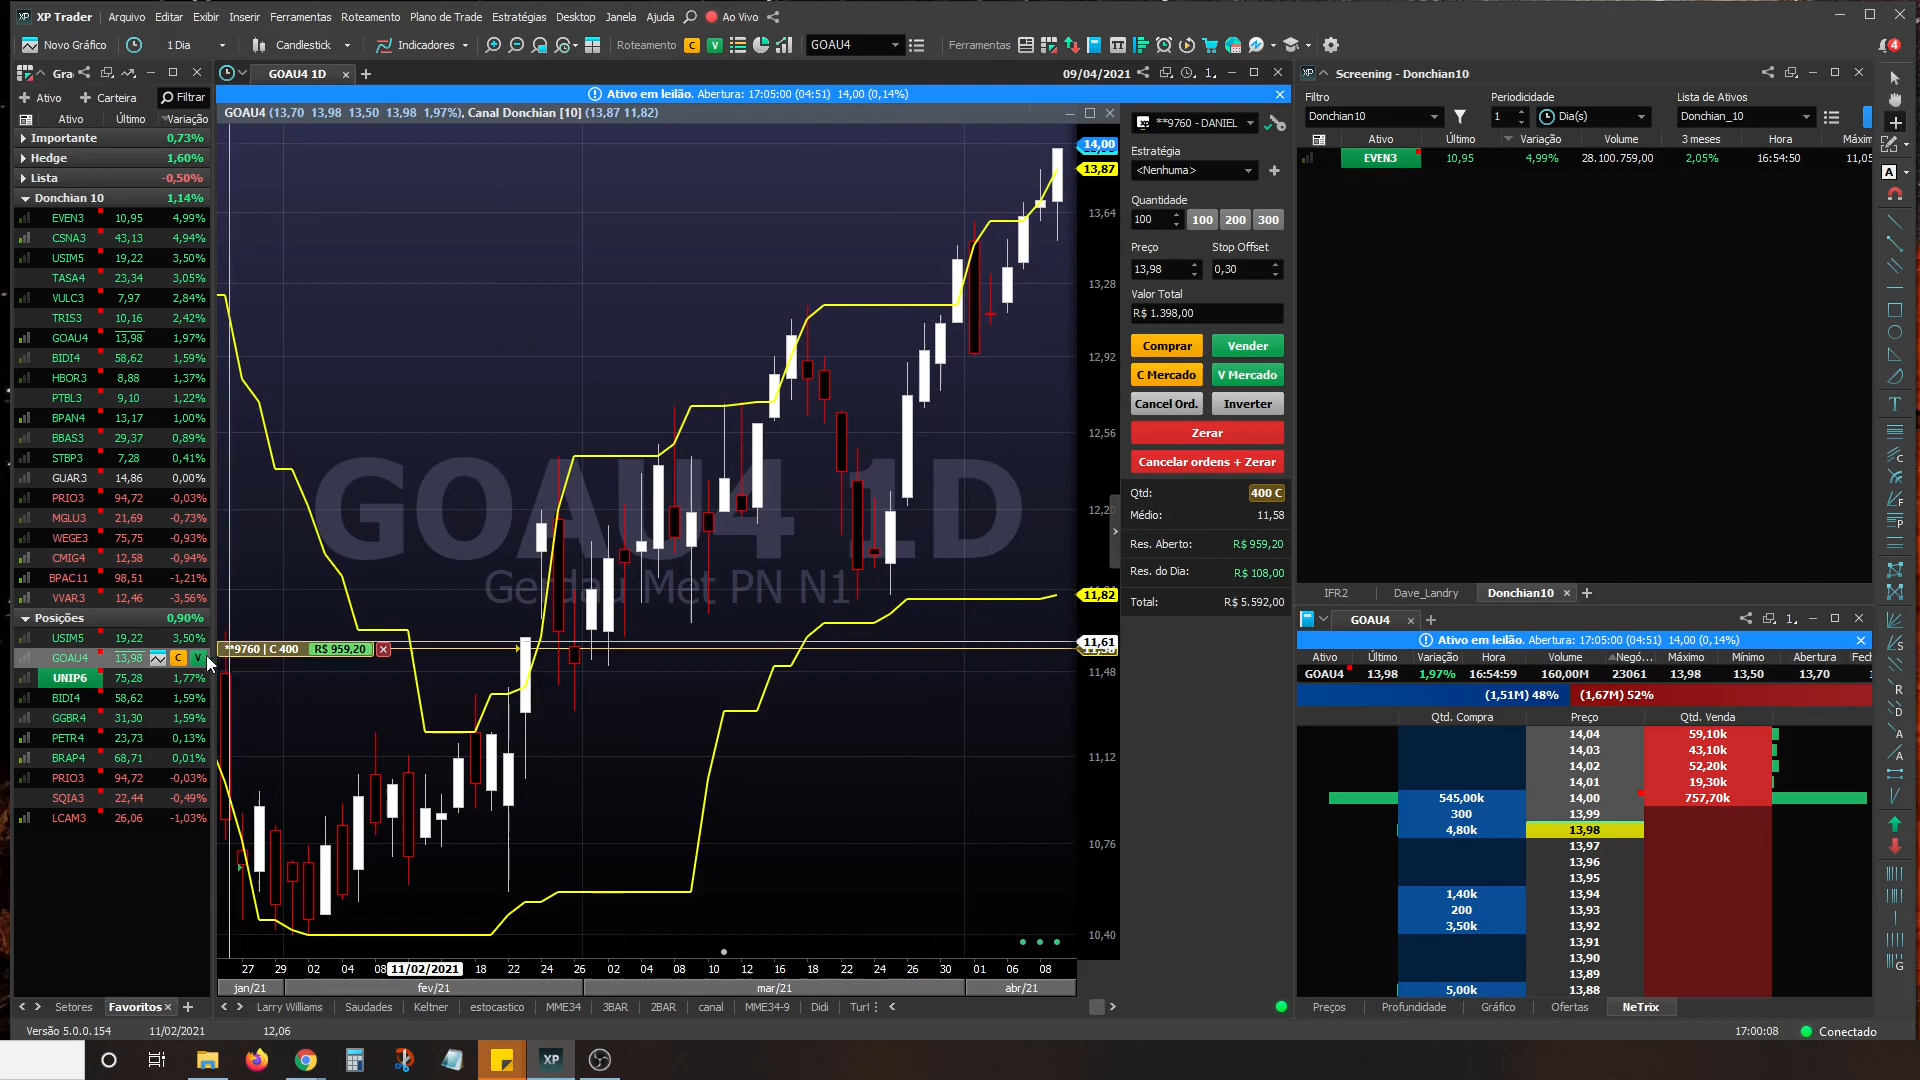 XP Trader Arquivo Editar Exibir Inserir Ferramentas Roteamento Plano de Trade Estratégias Desktop Janela Ajuda Ao Vivo
Novo Gráfico 1 Dia Candlestick Indicadores Roteamento C V GOAU4 Ferramentas 4
Gra
Ativo Carteira Filtrar
Ativo Último Variação
Importante 0,73%
Hedge 1,60%
Lista -0,50%
Donchian 10 1,14%
EVEN3 10,95 4,99%
CSNA3 43,13 4,94%
USIM5 19,22 3,50%
TASA4 23,34 3,05%
VULC3 7,97 2,84%
TRIS3 10,16 2,42%
GOAU4 13,98 1,97%
BIDI4 58,62 1,59%
HBOR3 8,88 1,37%
PTBL3 9,10 1,22%
BPAN4 13,17 1,00%
BBAS3 29,37 0,89%
STBP3 7,28 0,41%
GUAR3 14,86 0,00%
PRIO3 94,72 -0,03%
MGLU3 21,69 -0,73%
WEGE3 75,75 -0,93%
CMIG4 12,58 -0,94%
BPAC11 98,51 -1,21%
VVAR3 12,46 -3,56%
Posições 0,90%
USIM5 19,22 3,50%
GOAU4 13,98 C V
UNIP6 75,28 1,77%
BIDI4 58,62 1,59%
GGBR4 31,30 1,59%
PETR4 23,73 0,13%
BRAP4 68,71 0,01%
PRIO3 94,72 -0,03%
SQIA3 22,44 -0,49%
LCAM3 26,06 -1,03%
Setores Favoritos
GOAU4 1D 09/04/2021 1
Ativo em leilão. Abertura: 17:05:00 (04:51) 14,00 (0,14%)
GOAU4 (13,70 13,98 13,50 13,98 1,97%), Canal Donchian [10] (13,87 11,82)
GOAU4 1D
Gerdau Met PN N1
14,00
13,87
13,64
13,28
12,92
12,56
12,20
11,82
11,61
11,58
11,48
11,12
10,76
10,40
**9760 | C 400 R$ 959,20
27 29 02 04 08 11/02/2021 18 22 24 26 02 04 08 10 12 16 18 22 24 26 30 01 06 08
jan/21 fev/21 mar/21 abr/21
Larry Williams Saudades Keltner estocastico MME34 3BAR 2BAR canal MME34-9 Didi Turt
**9760 - DANIEL
Estratégia
<Nenhuma>
Quantidade
100 100 200 300
Preço Stop Offset
13,98 0,30
Valor Total
R$ 1.398,00
Comprar Vender
C Mercado V Mercado
Cancel Ord. Inverter
Zerar
Cancelar ordens + Zerar
Qtd: 400 C
Médio: 11,58
Res. Aberto: R$ 959,20
Res. do Dia: R$ 108,00
Total: R$ 5.592,00
XP Screening - Donchian10
Filtro Periodicidade Lista de Ativos
Donchian10 1 Dia(s) Donchian_10
Ativo Último Variação Volume 3 meses Hora Máxim
EVEN3 10,95 4,99% 28.100.759,00 2,05% 16:54:50 11,05
IFR2 Dave_Landry Donchian10
GOAU4 1
Ativo em leilão. Abertura: 17:05:00 (04:51) 14,00 (0,14%)
Ativo Último Variação Hora Volume Negó... Máximo Mínimo Abertura Fech
GOAU4 13,98 1,97% 16:54:59 160,00M 23061 13,98 13,50 13,70
(1,51M) 48% (1,67M) 52%
Qtd. Compra Preço Qtd. Venda
14,04 59,10k
14,03 43,10k
14,02 52,20k
14,01 19,30k
545,00k 14,00 757,70k
300 13,99
4,80k 13,98
13,97
13,96
13,95
1,40k 13,94
200 13,93
3,50k 13,92
13,91
13,90
13,89
5,00k 13,88
Preços Profundidade Gráfico Ofertas NeTrix
Versão 5.0.0.154 11/02/2021 12,06 17:00:08 Conectado
XP